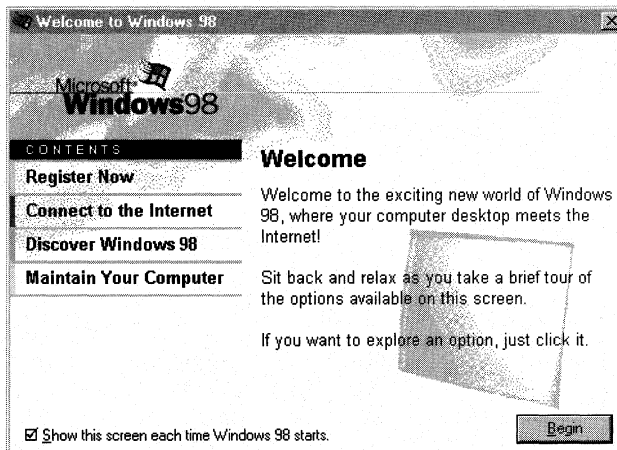 Welcome to Windows 98
Microsoft
Windows98
CONTENTS
Register Now
Connect to the Internet
Discover Windows 98
Maintain Your Computer
Welcome
Welcome to the exciting new world of Windows
98, where your computer desktop meets the
Internet!
Sit back and relax as you take a brief tour of
the options available on this screen.
If you want to explore an option, just click it.
Show this screen each time Windows 98 starts.
Begin